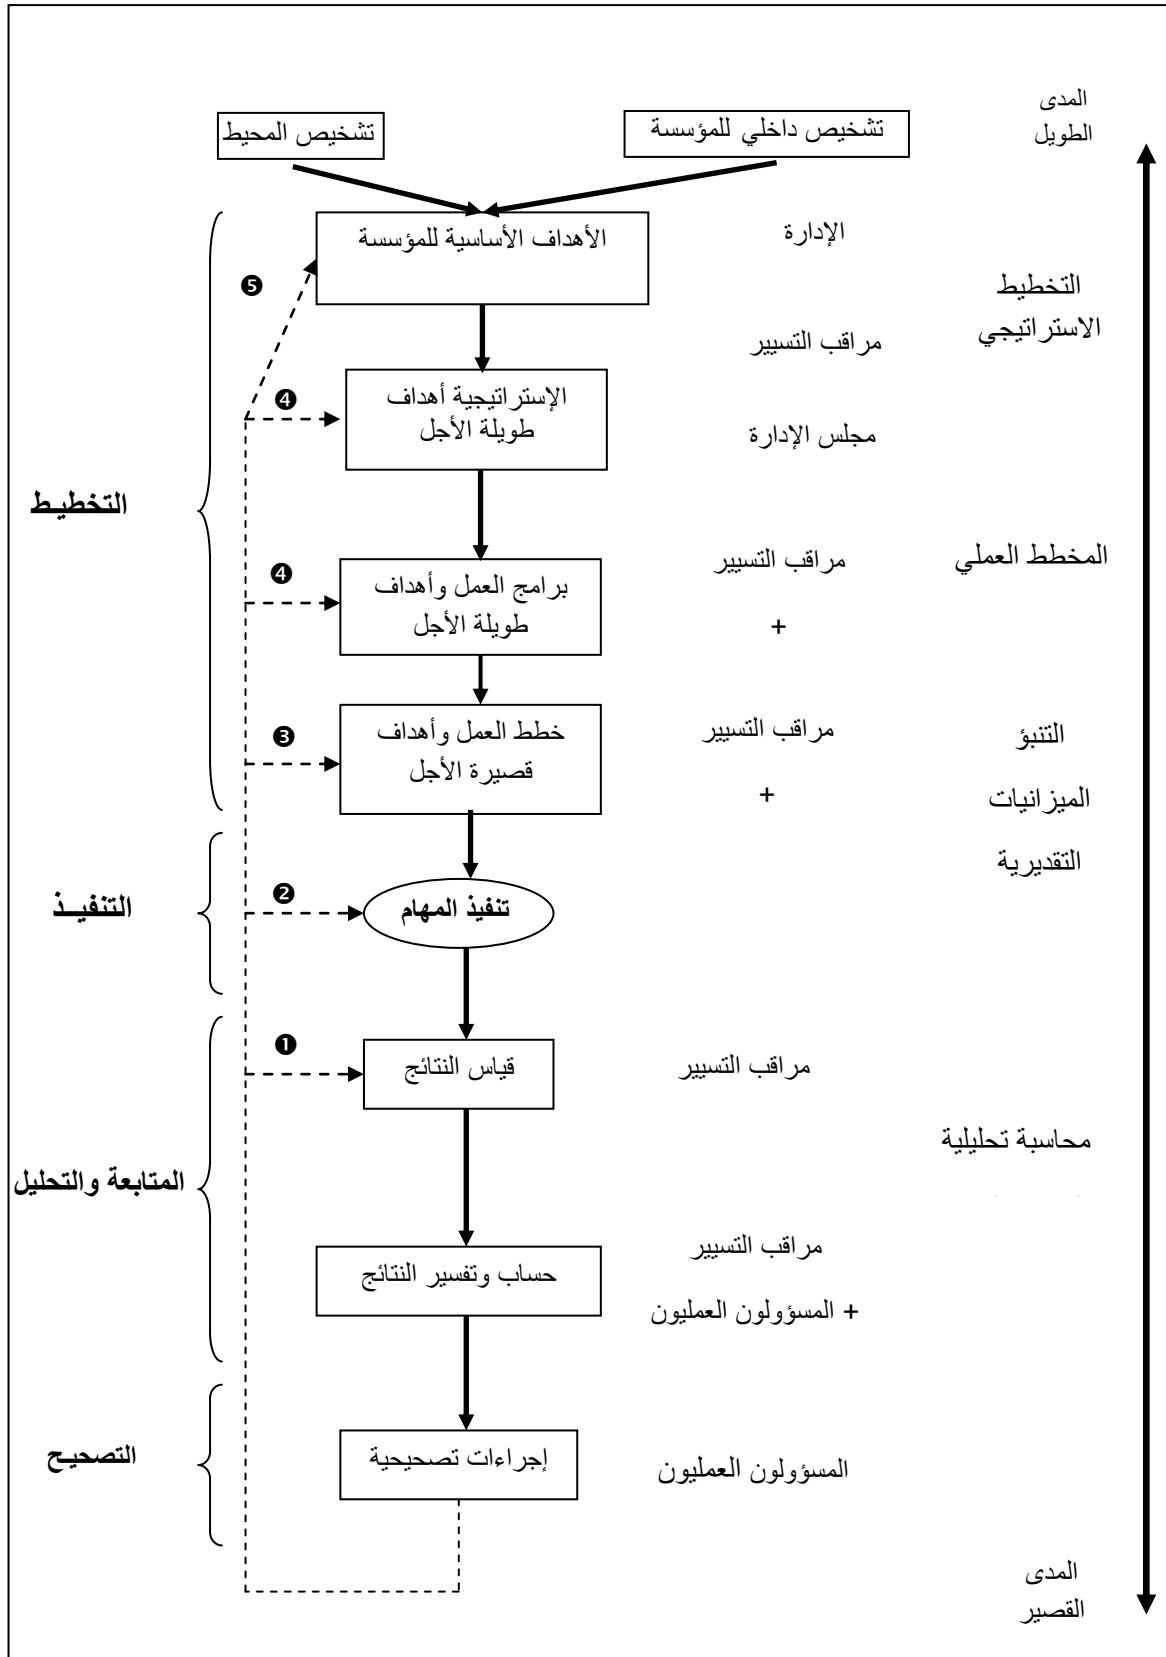 المدى
الطويل
تشخيص داخلي للمؤسسة
تشخيص المحيط
الأهداف الأساسية للمؤسسة
الإدارة
التخطيط
الاستراتيجي
❺
مراقب التسيير
الإستراتيجية أهداف
طويلة الأجل
❹
مجلس الإدارة
التخطيـط
المخطط العملي
مراقب التسيير
+
برامج العمل وأهداف
طويلة الأجل
❹
خطط العمل وأهداف
قصيرة الأجل
❸
مراقب التسيير
+
التنبؤ
الميزانيات
التقديرية
التنفيــذ
❷
تنفيذ المهام
❶
قياس النتائج
مراقب التسيير
محاسبة تحليلية
المتابعة والتحليل
حساب وتفسير النتائج
مراقب التسيير
+ المسؤولون العمليون
التصحيـح
إجراءات تصحيحية
المسؤولون العمليون
المدى
القصير